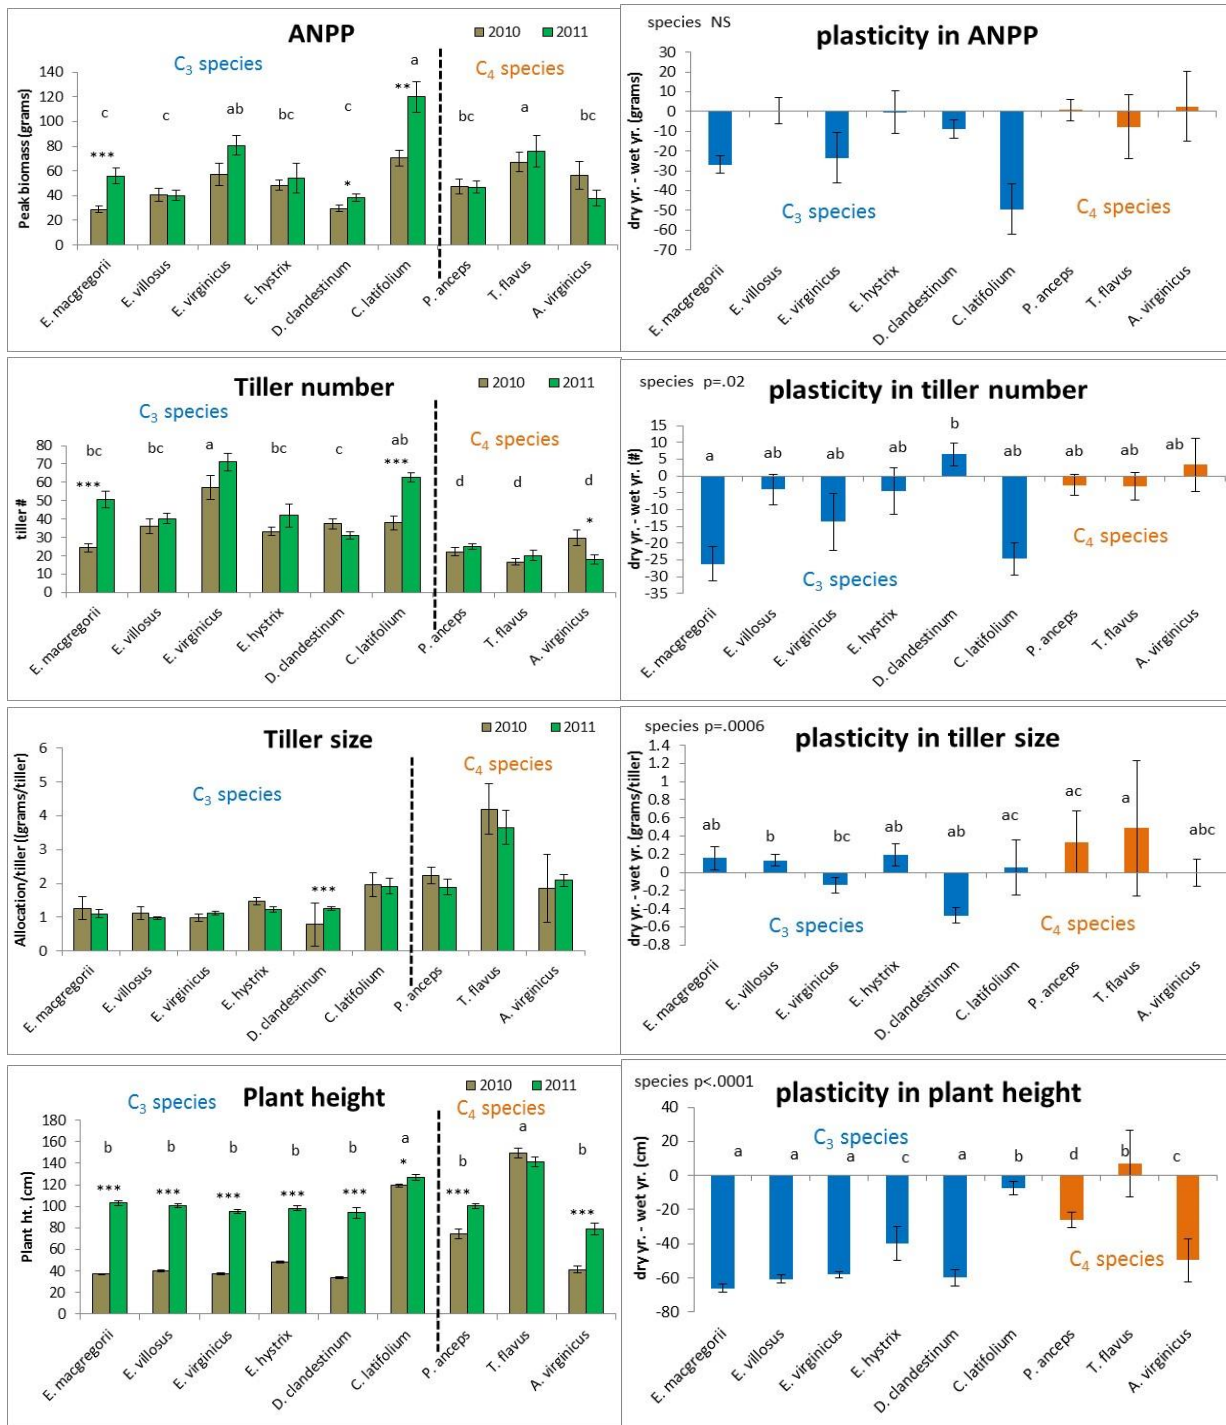 ANPP
2010 2011
C3 species
C4 species
Peak biomass (grams)
140
120
100
80
60
40
20
0
c c ab bc c a bc a bc
*** * **
E. macgregorii E. villosus E. virginicus E. hystrix D. clandestinum C. latifolium P. anceps T. flavus A. virginicus
species NS
plasticity in ANPP
dry yr. - wet yr. (grams)
30
20
10
0
-10
-20
-30
-40
-50
-60
-70
C3 species
C4 species
E. macgregorii E. villosus E. virginicus E. hystrix D. clandestinum C. latifolium P. anceps T. flavus A. virginicus
Tiller number
2010 2011
C3 species
C4 species
tiller #
80
70
60
50
40
30
20
10
0
bc bc a bc c ab d d d
*** *** *
E. macgregorii E. villosus E. virginicus E. hystrix D. clandestinum C. latifolium P. anceps T. flavus A. virginicus
species p=.02
plasticity in tiller number
dry yr. - wet yr. (#)
15
10
5
0
-5
-10
-15
-20
-25
-30
-35
a ab ab ab b ab ab ab ab
C3 species
C4 species
E. macgregorii E. villosus E. virginicus E. hystrix D. clandestinum C. latifolium P. anceps T. flavus A. virginicus
Tiller size
2010 2011
C3 species
C4 species
Allocation/tiller ((grams/tiller)
6
5
4
3
2
1
0
***
E. macgregorii E. villosus E. virginicus E. hystrix D. clandestinum C. latifolium P. anceps T. flavus A. virginicus
species p=.0006
plasticity in tiller size
dry yr. - wet yr. (grams/tiller)
1.4
1.2
1
0.8
0.6
0.4
0.2
0
-0.2
-0.4
-0.6
-0.8
ab b bc ab ab ac ac a abc
C3 species
C4 species
E. macgregorii E. villosus E. virginicus E. hystrix D. clandestinum C. latifolium P. anceps T. flavus A. virginicus
Plant height
2010 2011
C3 species
C4 species
Plant ht. (cm)
180
160
140
120
100
80
60
40
20
0
b b b b b a b a b
*** *** *** *** *** * *** ***
E. macgregorii E. villosus E. virginicus E. hystrix D. clandestinum C. latifolium P. anceps T. flavus A. virginicus
species p<.0001
plasticity in plant height
dry yr. - wet yr. (cm)
40
20
0
-20
-40
-60
-80
C3 species
a a a c a b d b c
C4 species
E. macgregorii E. villosus E. virginicus E. hystrix D. clandestinum C. latifolium P. anceps T. flavus A. virginicus